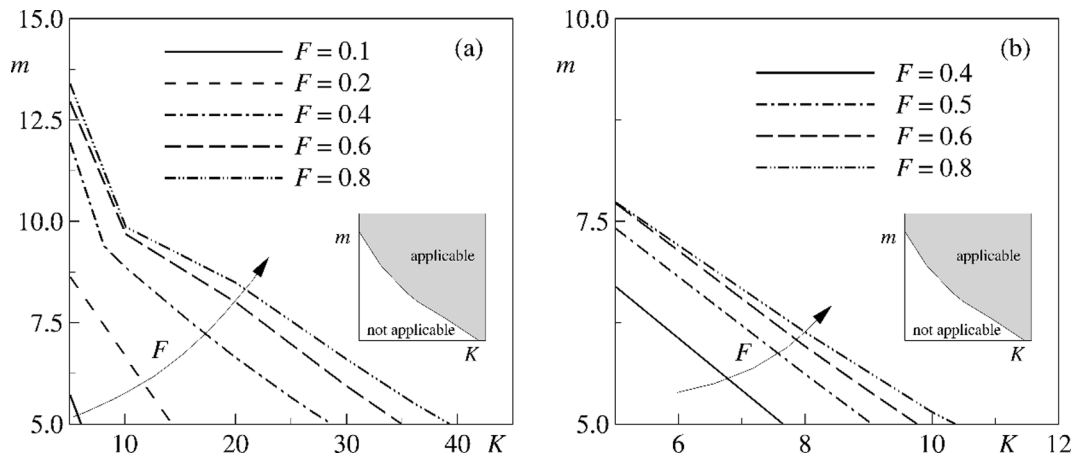 15.0
m
12.5
10.0
7.5
5.0
10
20
30
40
K
(a)
F = 0.1
F = 0.2
F = 0.4
F = 0.6
F = 0.8
F
m
applicable
not applicable
K
10.0
m
7.5
5.0
6
8
10
K
12
(b)
F = 0.4
F = 0.5
F = 0.6
F = 0.8
F
m
applicable
not applicable
K